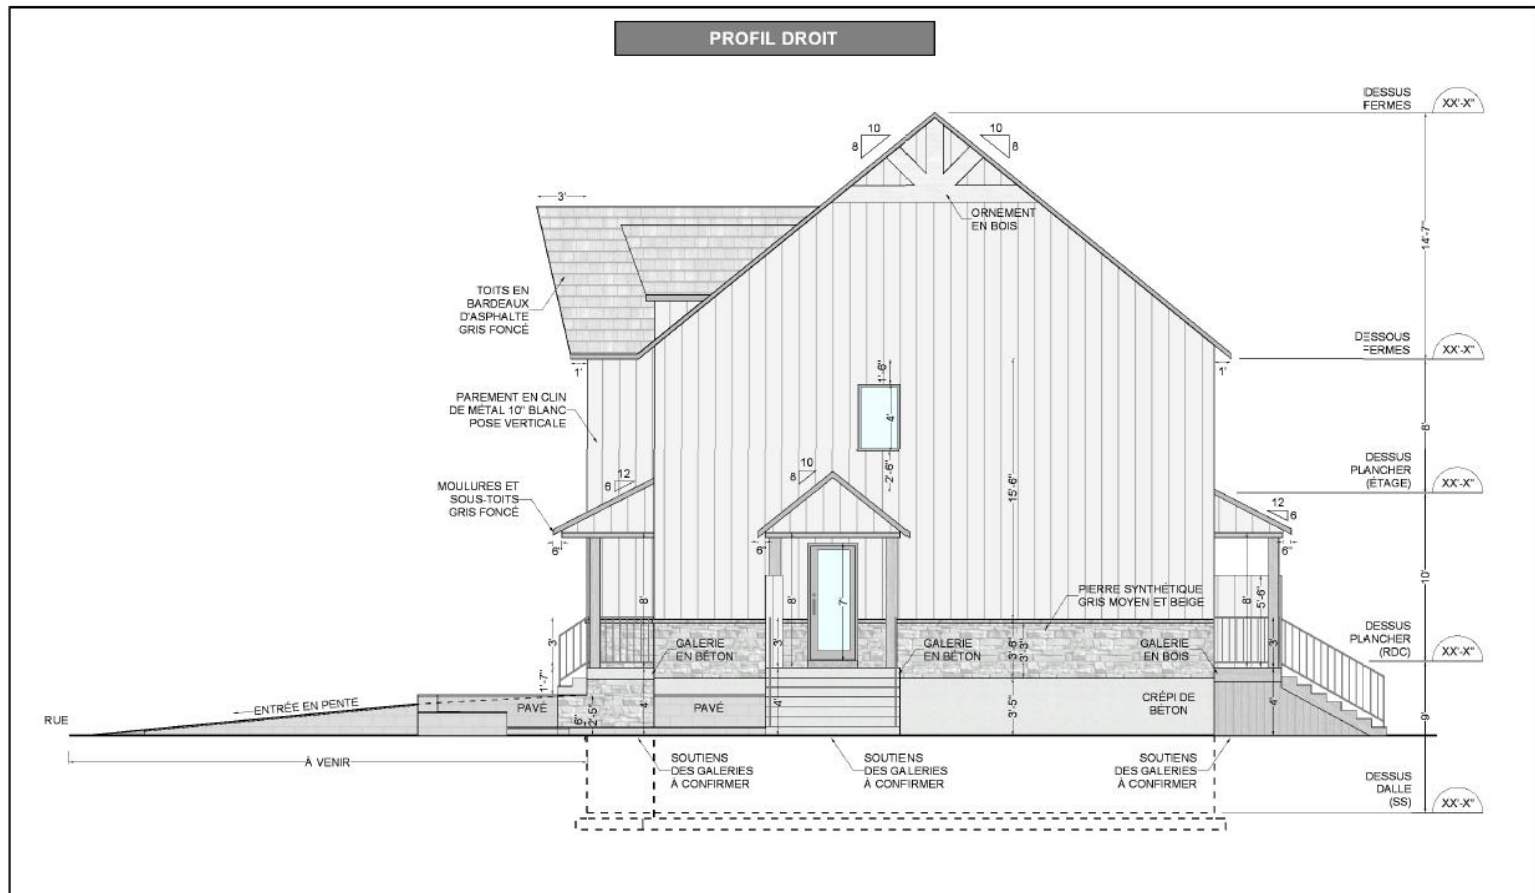 PROFIL DROIT
DESSUS
FERMES
XX'-X"
10
8
10
8
3'
ORNEMENT
EN BOIS
14'-7"
TOITS EN
BARDEAUX
D'ASPHALTE
GRIS FONCÉ
DESSOUS
FERMES
XX'-X"
1'
1'
1'-6"
PAREMENT EN CLIN
DE MÉTAL 10" BLANC
POSE VERTICALE
4'
8'
10
8
2'-6"
12
6
DESSUS
PLANCHER
(ÉTAGE)
XX'-X"
MOULURES ET
SOUS-TOITS
GRIS FONCÉ
15'-6"
12
6
6"
6"
6"
10'
8'
8'
7'
PIERRE SYNTHÉTIQUE
GRIS MOYEN ET BEIGE
8'
5'-6"
DESSUS
PLANCHER
(RDC)
XX'-X"
3'
GALERIE
EN BÉTON
3'
GALERIE
EN BÉTON
3'-6"
3'-3"
GALERIE
EN BOIS
3'
1'-7"
ENTRÉE EN PENTE
PAVÉ
PAVÉ
CRÉPI DE
BÉTON
RUE
6"
2'-5"
4'
4'
3'-5"
4'
9'
À VENIR
SOUTIENS
DES GALERIES
À CONFIRMER
SOUTIENS
DES GALERIES
À CONFIRMER
SOUTIENS
DES GALERIES
À CONFIRMER
DESSUS
DALLE
(SS)
XX'-X"